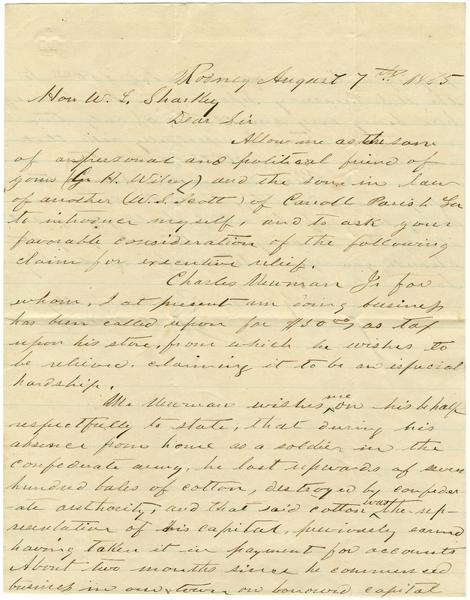 Rodney August 7th 1865
Hon W. L. Sharkey
Dear Sir
Allow me as the son
of a personal and political friend of
yours (Gn H. Wilcox) and the son in law
of another (W. S. Scott) of Carroll Parish La
to introduce myself, and to ask your
favorable consideration of the following
claim for executive relief.
Charles Newman Jr for
whom, I at present am doing business
has been called upon for $50 00 as tax
upon his store, from which he wishes to
be relieved. claiming it to be an especial
hardship.
Mr Newman wishes me on his behalf
respectfully to state, that during his
absence from home as a soldier in the
confederate army, he lost upwards of seven
hundred bales of cotton, destroyed by confeder
ate authority, and that said cotton was the rep-
resentation of his capital, previously earned
having taken it in payment for accounts
About two months since he commenced
business in our town on borrowed capital